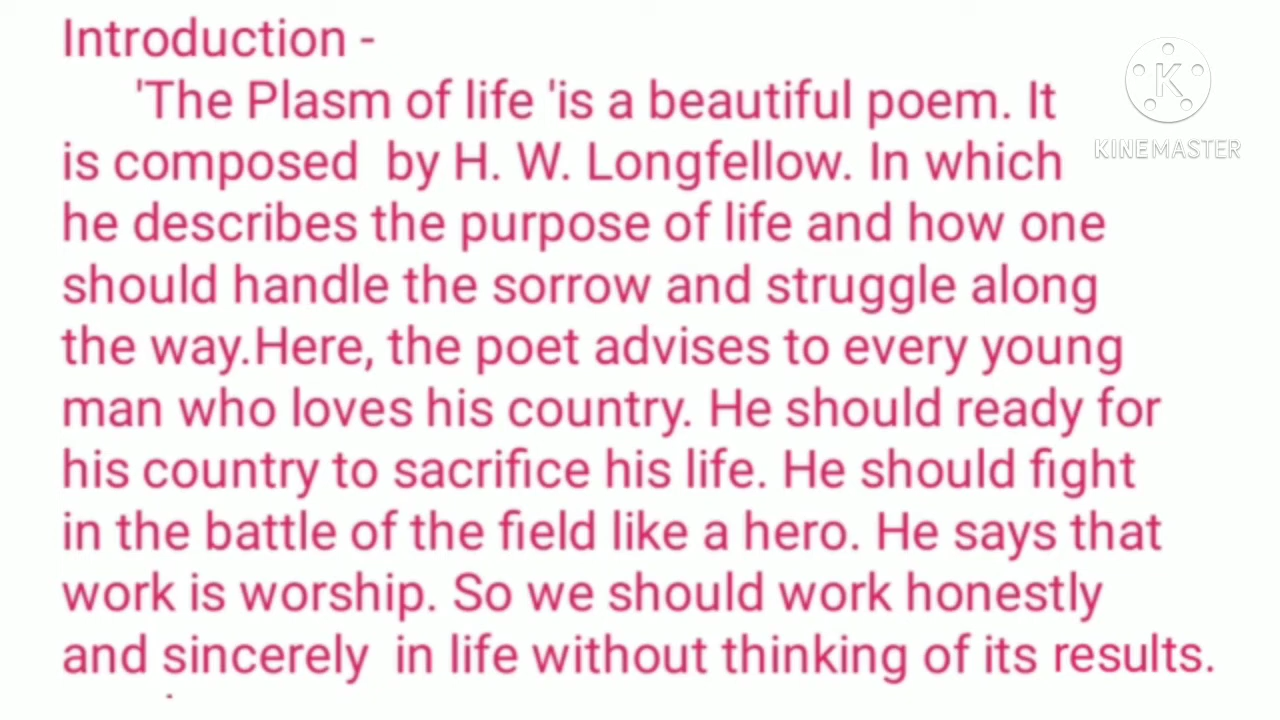 Introduction -
'The Plasm of life 'is a beautiful poem. It
is composed by H. W. Longfellow. In which
he describes the purpose of life and how one
should handle the sorrow and struggle along
the way.Here, the poet advises to every young
man who loves his country. He should ready for
his country to sacrifice his life. He should fight
in the battle of the field like a hero. He says that
work is worship. So we should work honestly
and sincerely in life without thinking of its results.
K
KINEMASTER